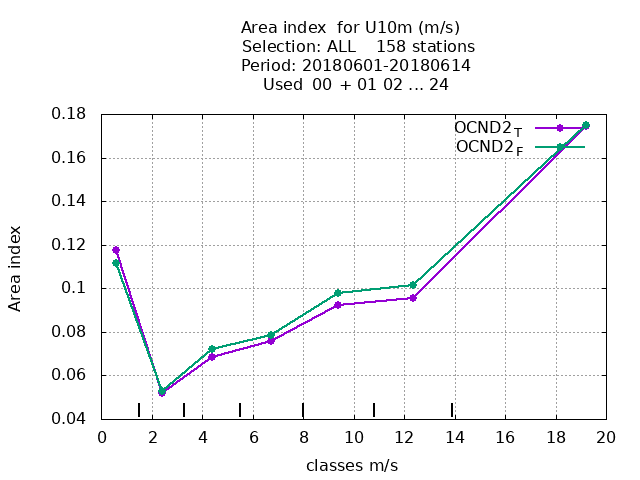 Area index for U10m (m/s)
Selection: ALL 158 stations
Period: 20180601-20180614
Used 00 + 01 02 ... 24
0.18
0.16
0.14
0.12
0.1
0.08
0.06
0.04
Area index
OCND2_T
OCND2_F
0 2 4 6 8 10 12 14 16 18 20
classes m/s